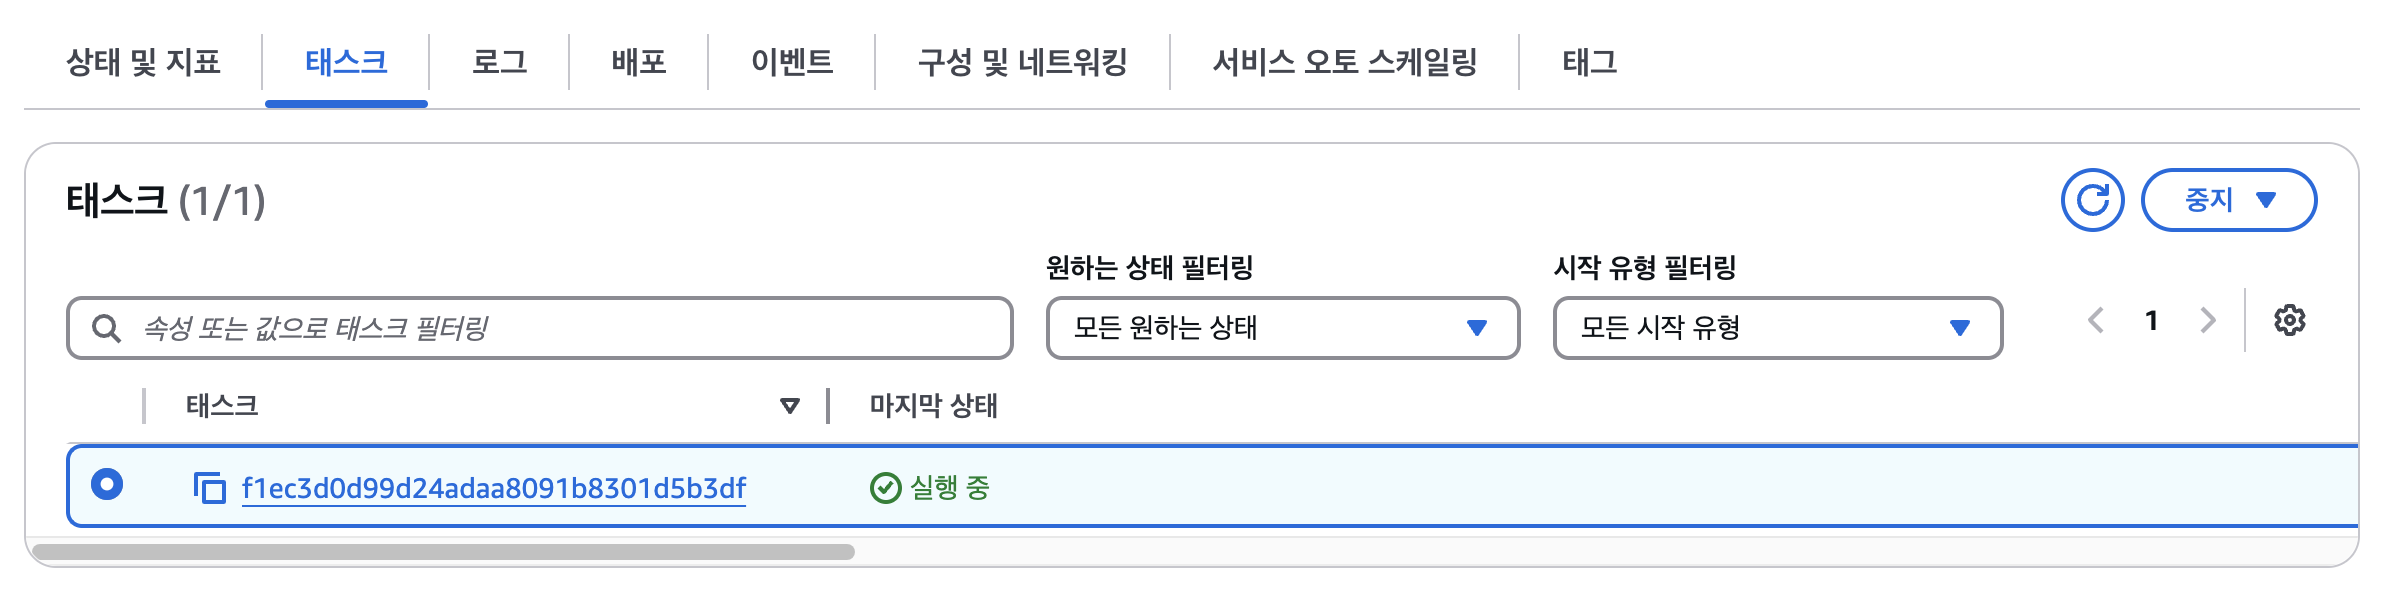 상태 및 지표 태스크 로그 배포 이벤트 구성 및 네트워킹 서비스 오토 스케일링 태그
태스크 (1/1) 중지
원하는 상태 필터링 시작 유형 필터링
속성 또는 값으로 태스크 필터링 모든 원하는 상태 모든 시작 유형 1
태스크 마지막 상태
f1ec3d0d99d24adaa8091b8301d5b3df 실행 중